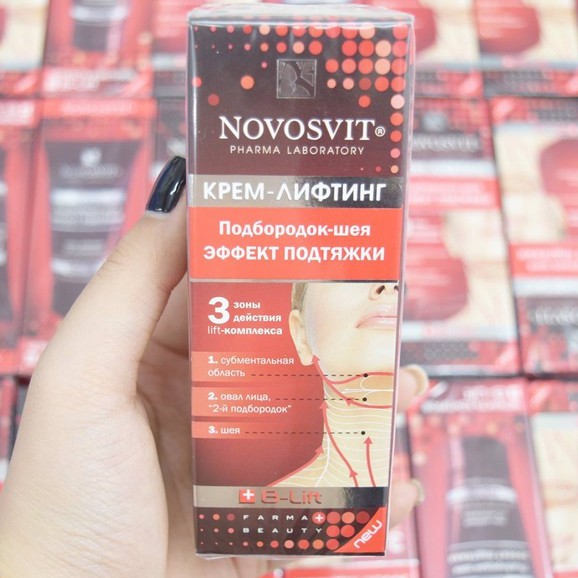 NOVOSVIT®
PHARMA LABORATORY
КРЕМ-ЛИФТИНГ
Подбородок-шея
ЭФФЕКТ ПОДТЯЖКИ
3 зоны
действия
lift-комплекса
1. субментальная
область
2. овал лица,
"2-й подбородок"
3. шея
6-Lift
FARMA+
BEAUTY
new